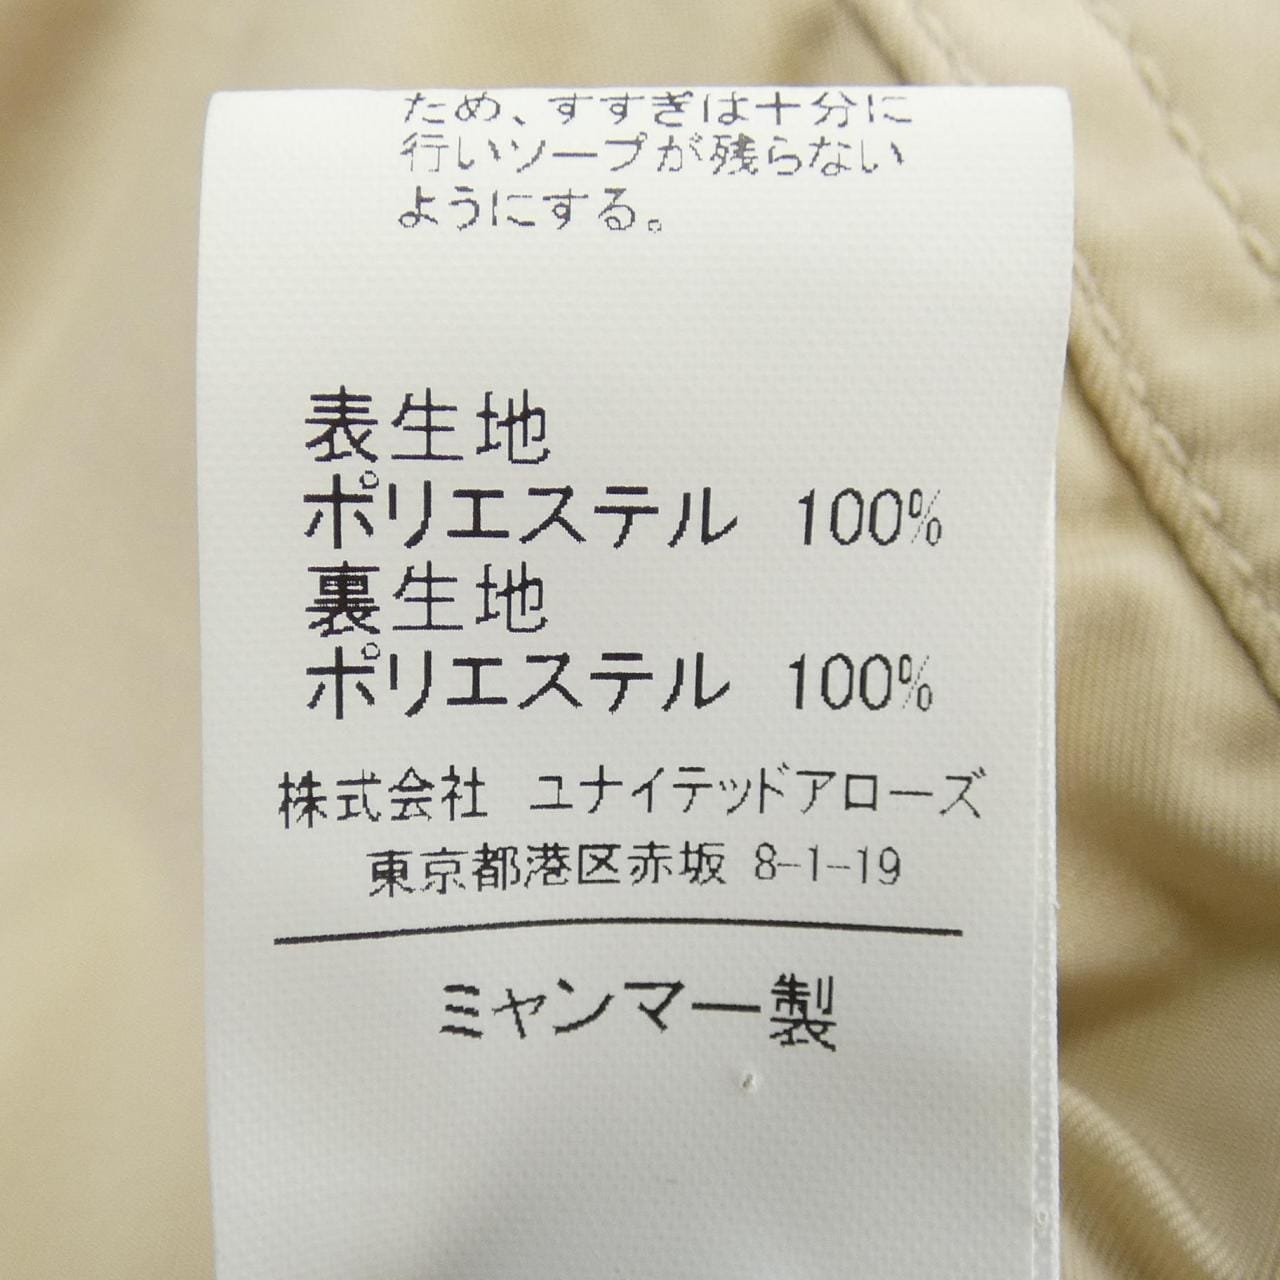 ため、すすぎは十分に
行いソープが残らない
ようにする。
表生地
ポリエステル 100%
裏生地
ポリエステル 100%
株式会社 ユナイテッドアローズ
東京都港区赤坂 8-1-19
ミャンマー製